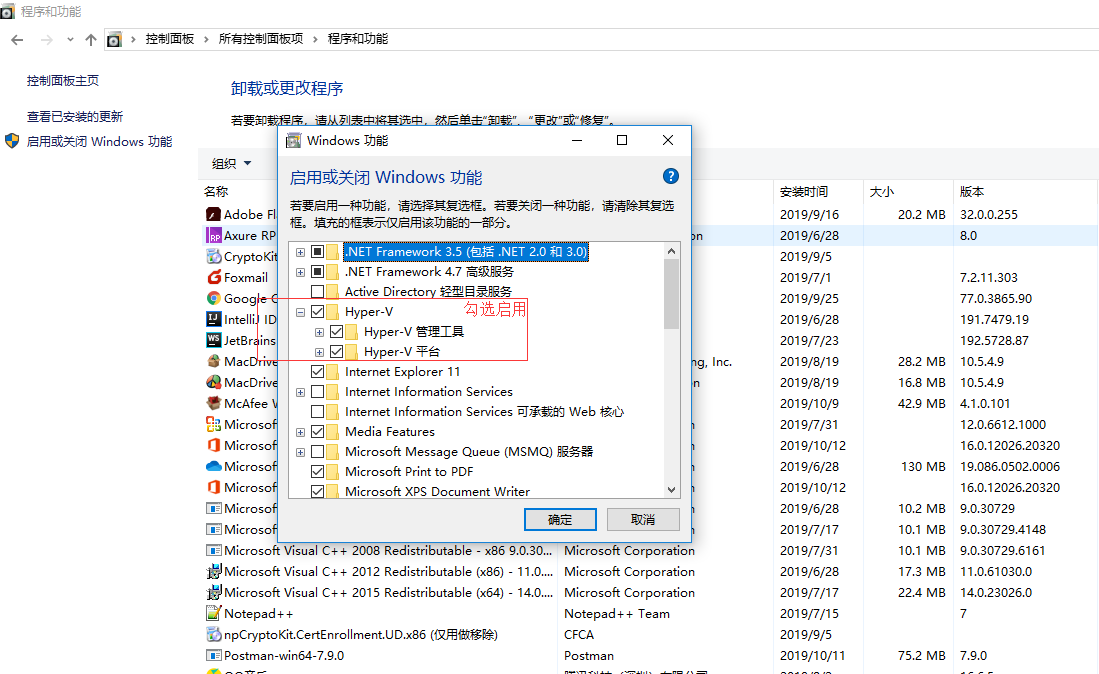 程序和功能
控制面板 > 所有控制面板项 > 程序和功能
控制面板主页
查看已安装的更新
启用或关闭 Windows 功能
卸载或更改程序
若要卸载程序，请从列表中将其选中，然后单击“卸载”、“更改”或“修复”。
组织
名称 安装时间 大小 版本
Adobe Fl 2019/9/16 20.2 MB 32.0.0.255
Axure RP on 2019/6/28 8.0
CryptoKit 2019/9/5
Foxmail 2019/7/1 7.2.11.303
Google C 2019/9/25 77.0.3865.90
IntelliJ ID 2019/6/28 191.7479.19
JetBrains 2019/7/23 192.5728.87
MacDrive ng, Inc. 2019/8/19 28.2 MB 10.5.4.9
MacDrive n 2019/8/19 16.8 MB 10.5.4.9
McAfee W 2019/10/9 42.9 MB 4.1.0.101
Microsof 2019/7/31 12.0.6612.1000
Microsof 2019/10/12 16.0.12026.20320
Microsof 2019/6/28 130 MB 19.086.0502.0006
Microsof 2019/10/12 16.0.12026.20320
Microsof 2019/6/28 10.2 MB 9.0.30729
Microsof 2019/7/17 10.1 MB 9.0.30729.4148
Microsoft Visual C++ 2008 Redistributable - x86 9.0.30... Microsoft Corporation 2019/7/31 10.1 MB 9.0.30729.6161
Microsoft Visual C++ 2012 Redistributable (x86) - 11.0.... Microsoft Corporation 2019/6/28 17.3 MB 11.0.61030.0
Microsoft Visual C++ 2015 Redistributable (x64) - 14.0.... Microsoft Corporation 2019/7/17 22.4 MB 14.0.23026.0
Notepad++ Notepad++ Team 2019/7/15 7
npCryptoKit.CertEnrollment.UD.x86 (仅用做移除) CFCA 2019/9/5
Postman-win64-7.9.0 Postman 2019/10/11 75.2 MB 7.9.0
Windows 功能
启用或关闭 Windows 功能
若要启用一种功能，请选择其复选框。若要关闭一种功能，请清除其复选
框。填充的框表示仅启用该功能的一部分。
.NET Framework 3.5 (包括 .NET 2.0 和 3.0)
.NET Framework 4.7 高级服务
Active Directory 轻型目录服务
Hyper-V 勾选启用
Hyper-V 管理工具
Hyper-V 平台
Internet Explorer 11
Internet Information Services
Internet Information Services 可承载的 Web 核心
Media Features
Microsoft Message Queue (MSMQ) 服务器
Microsoft Print to PDF
Microsoft XPS Document Writer
确定 取消